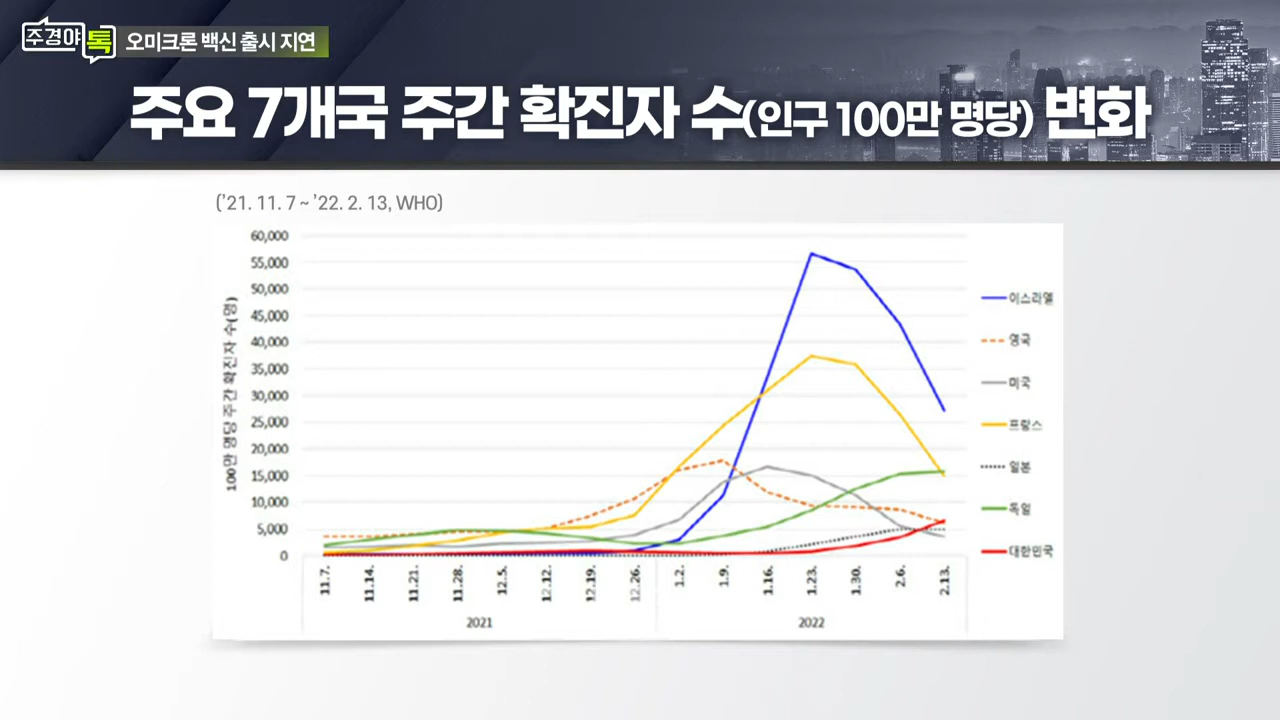 주경야톡 오미크론 백신 출시 지연
주요 7개국 주간 확진자 수(인구 100만 명당) 변화
('21. 11. 7 ~ '22. 2. 13, WHO)
100만 명당 주간 확진자 수(명)
60,000
55,000
50,000
45,000
40,000
35,000
30,000
25,000
20,000
15,000
10,000
5,000
0
이스라엘
영국
미국
프랑스
일본
독일
대한민국
11.7. 11.14. 11.21. 11.28. 12.5. 12.12. 12.19. 12.26. 1.2. 1.9. 1.16. 1.23. 1.30. 2.6. 2.13.
2021 2022